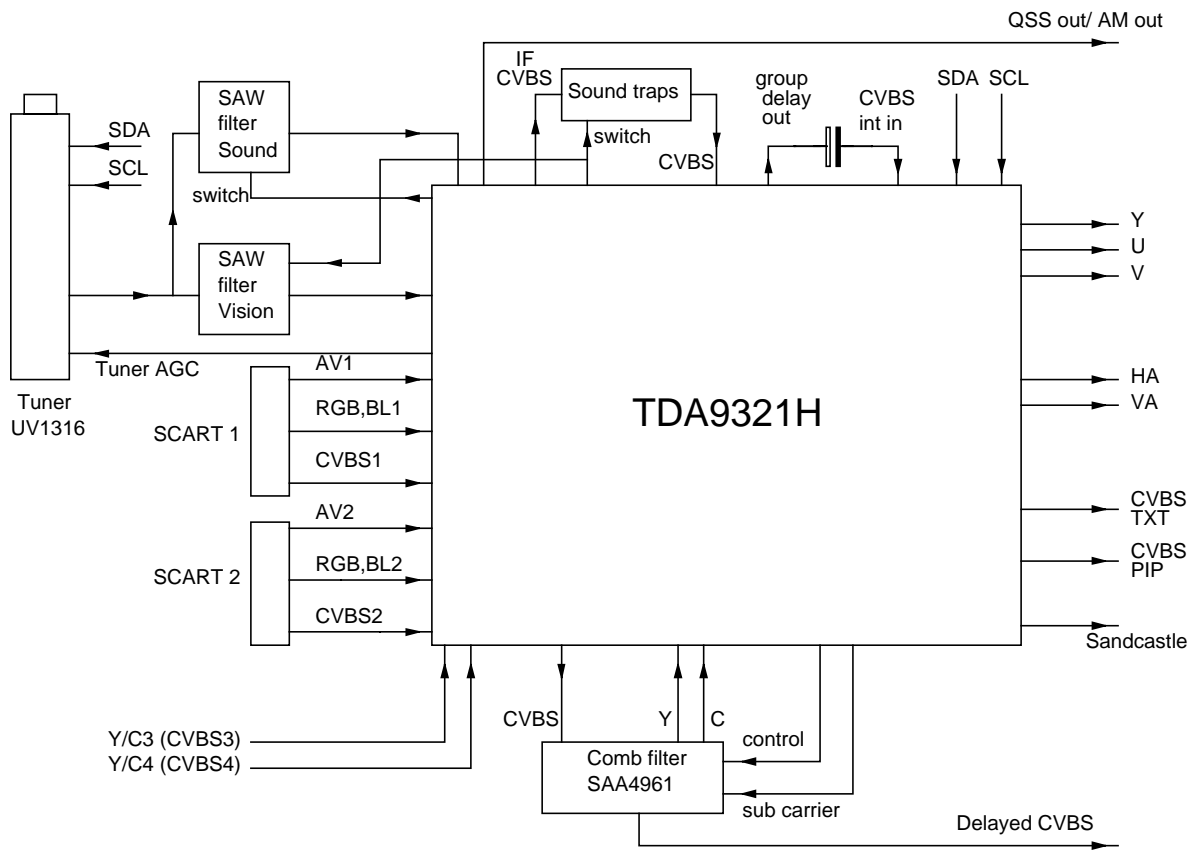 QSS out/ AM out
IF
CVBS
Sound traps
switch
CVBS
group
delay
out
CVBS
int in
SDA SCL
SAW
filter
Sound
SDA
SCL
switch
SAW
filter
Vision
Tuner AGC
Tuner
UV1316
SCART 1
AV1
RGB,BL1
CVBS1
SCART 2
AV2
RGB,BL2
CVBS2
TDA9321H
Y
U
V
HA
VA
CVBS
TXT
CVBS
PIP
Sandcastle
Y/C3 (CVBS3)
Y/C4 (CVBS4)
CVBS
Y
C
control
Comb filter
SAA4961
sub carrier
Delayed CVBS